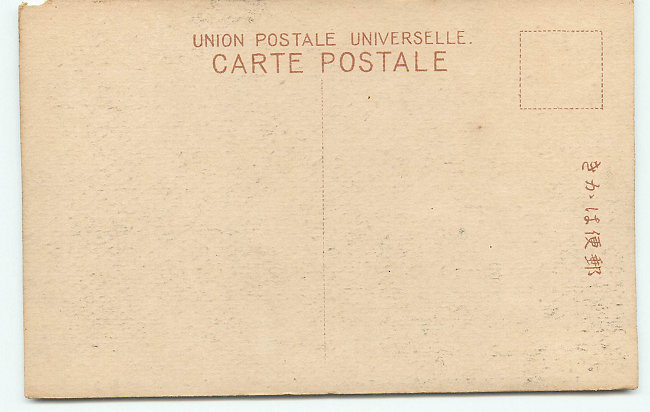 UNION POSTALE UNIVERSELLE.
CARTE POSTALE
郵便はかき